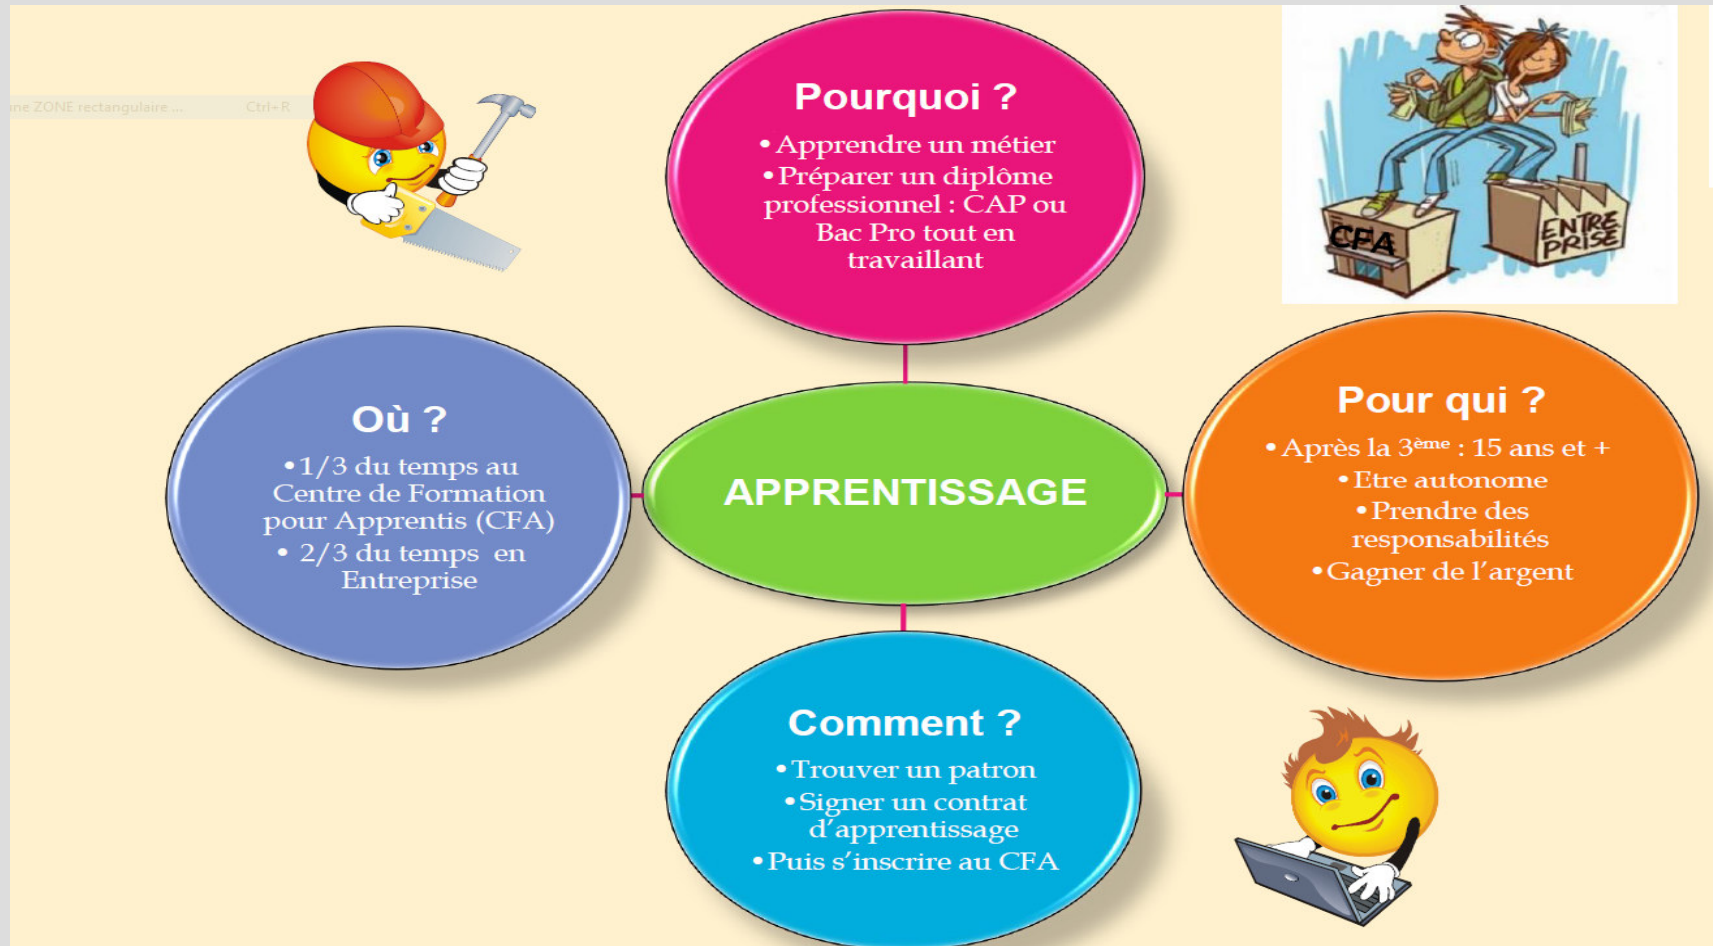 ne ZONE rectangulaire ... Ctrl+R
Pourquoi ?
•Apprendre un métier
•Préparer un diplôme
professionnel : CAP ou
Bac Pro tout en
travaillant
CFA
ENTRE
PRISE
Où ?
•1/3 du temps au
Centre de Formation
pour Apprentis (CFA)
• 2/3 du temps en
Entreprise
APPRENTISSAGE
Pour qui ?
•Après la 3ème : 15 ans et +
•Etre autonome
•Prendre des
responsabilités
•Gagner de l’argent
Comment ?
•Trouver un patron
•Signer un contrat
d’apprentissage
•Puis s’inscrire au CFA